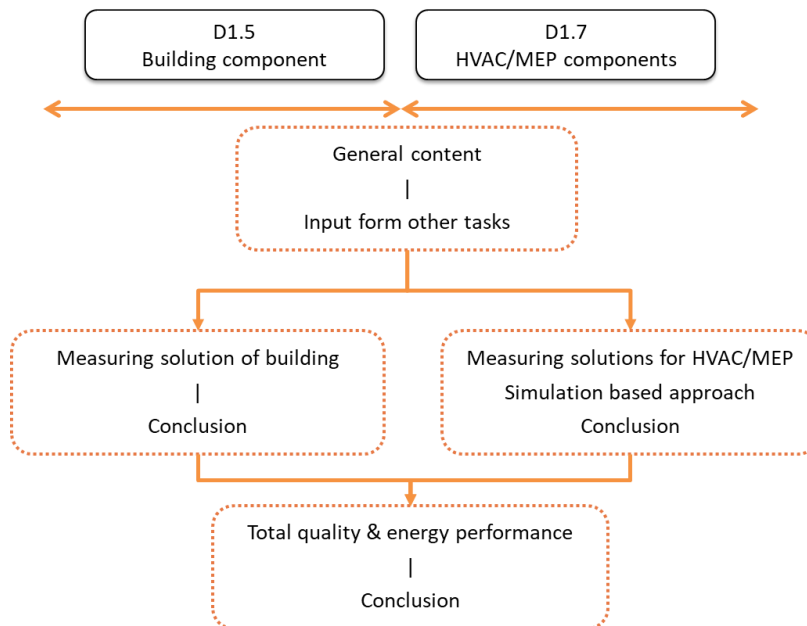 D1.5
Building component
D1.7
HVAC/MEP components
General content
|
Input form other tasks
Measuring solution of building
|
Conclusion
Measuring solutions for HVAC/MEP
Simulation based approach
Conclusion
Total quality & energy performance
|
Conclusion